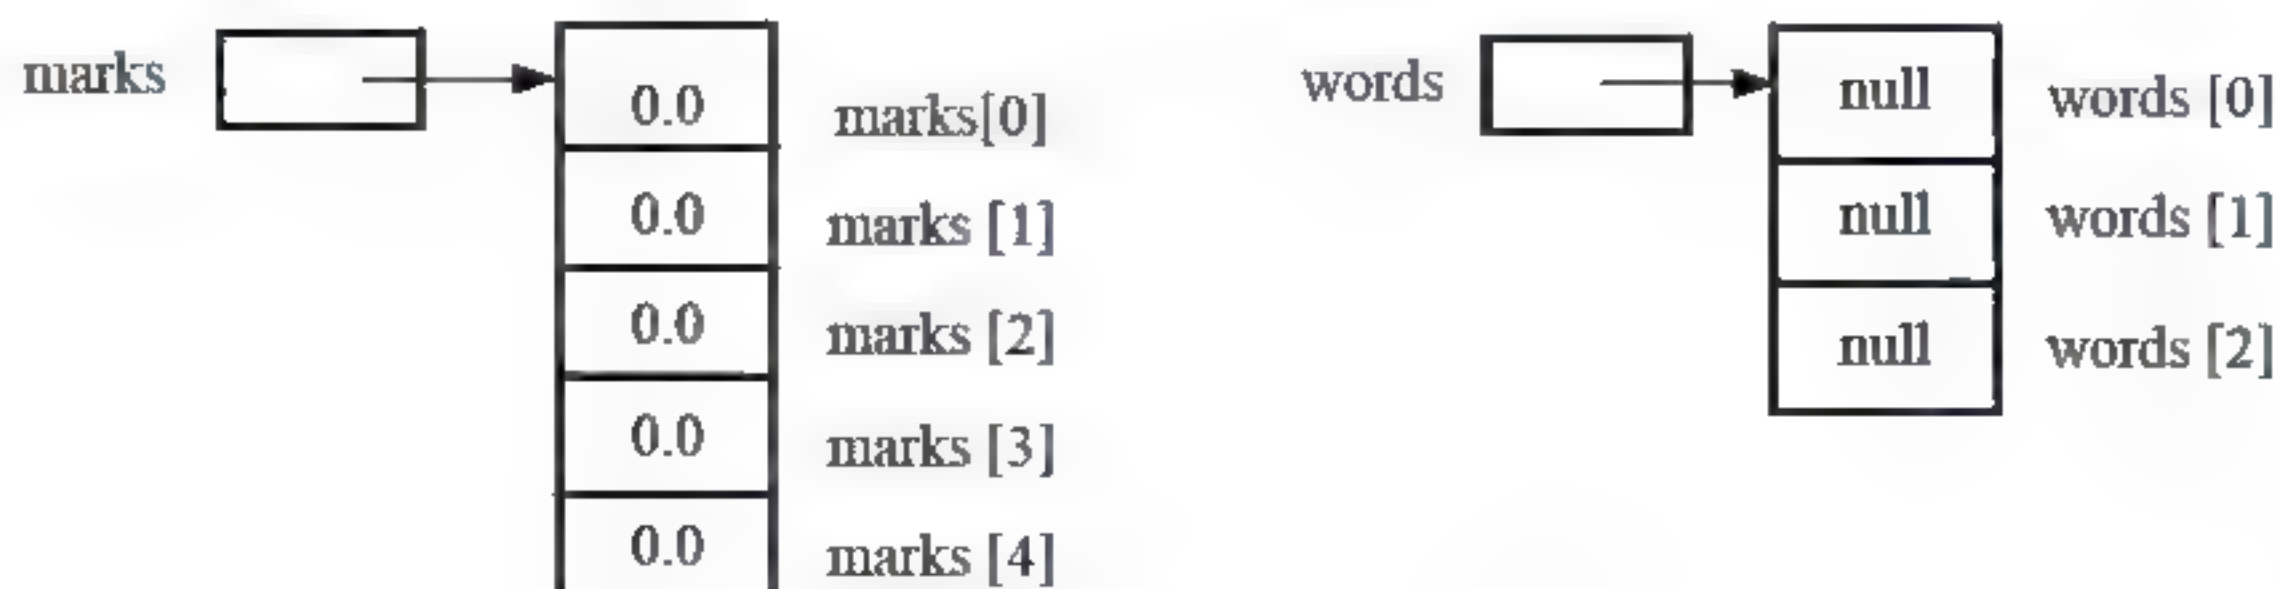 marks
0.0 marks[0]
0.0 marks [1]
0.0 marks [2]
0.0 marks [3]
0.0 marks [4]
words
null words [0]
null words [1]
null words [2]